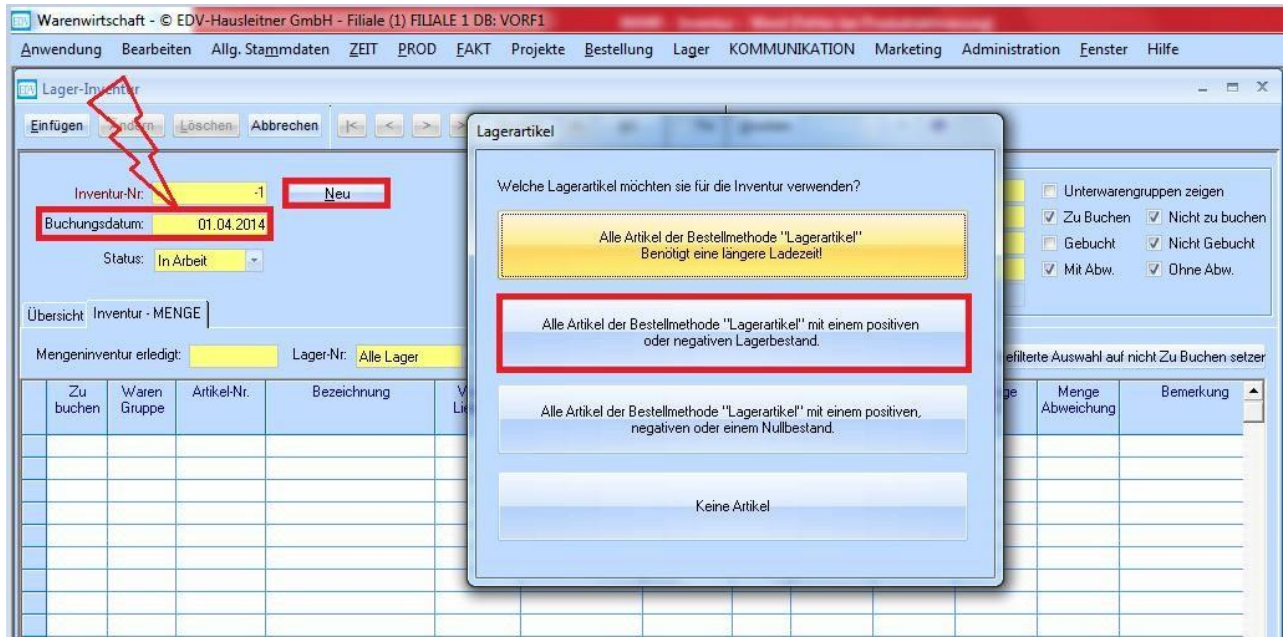 Warenwirtschaft - © EDV-Hausleitner GmbH - Filiale (1) FILIALE 1 DB: VORF1
Anwendung Bearbeiten Allg. Stammdaten ZEIT PROD FAKT Projekte Bestellung Lager KOMMUNIKATION Marketing Administration Fenster Hilfe
EDV Lager-Inventur
Einfügen Ändern Löschen Abbrechen |< < >
Inventur-Nr: -1 Neu
Buchungsdatum: 01.04.2014
Status: In Arbeit
Übersicht Inventur - MENGE
Mengeninventur erledigt: Lager-Nr: Alle Lager
Zu buchen Waren Gruppe Artikel-Nr. Bezeichnung
Lagerartikel
Welche Lagerartikel möchten sie für die Inventur verwenden?
Alle Artikel der Bestellmethode "Lagerartikel"
Benötigt eine längere Ladezeit!
Alle Artikel der Bestellmethode "Lagerartikel" mit einem positiven
oder negativen Lagerbestand.
Alle Artikel der Bestellmethode "Lagerartikel" mit einem positiven,
negativen oder einem Nullbestand.
Keine Artikel
Unterwarengruppen zeigen
Zu Buchen Nicht zu buchen
Gebucht Nicht Gebucht
Mit Abw. Ohne Abw.
efilterte Auswahl auf nicht Zu Buchen setzer
ge Menge Abweichung Bemerkung